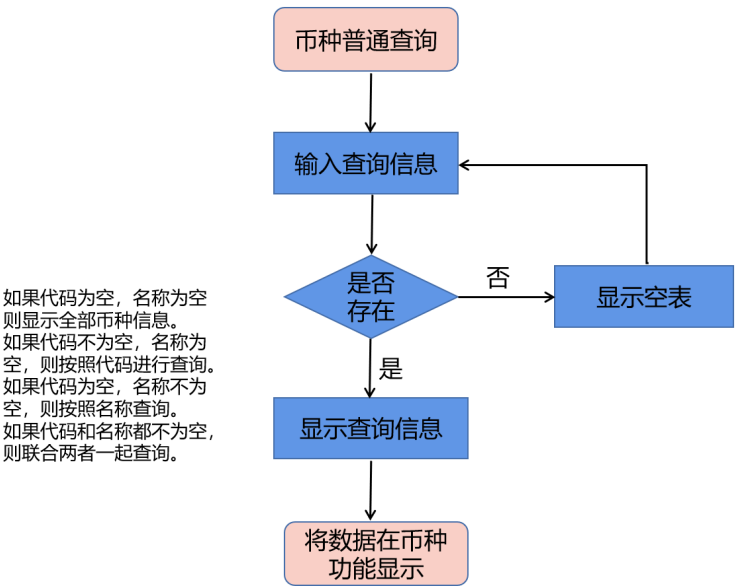 币种普通查询
输入查询信息
是否
存在
否
显示空表
如果代码为空，名称为空
则显示全部币种信息。
如果代码不为空，名称为
空，则按照代码进行查询。
如果代码为空，名称不为
空，则按照名称查询。
如果代码和名称都不为空，
则联合两者一起查询。
是
显示查询信息
将数据在币种
功能显示